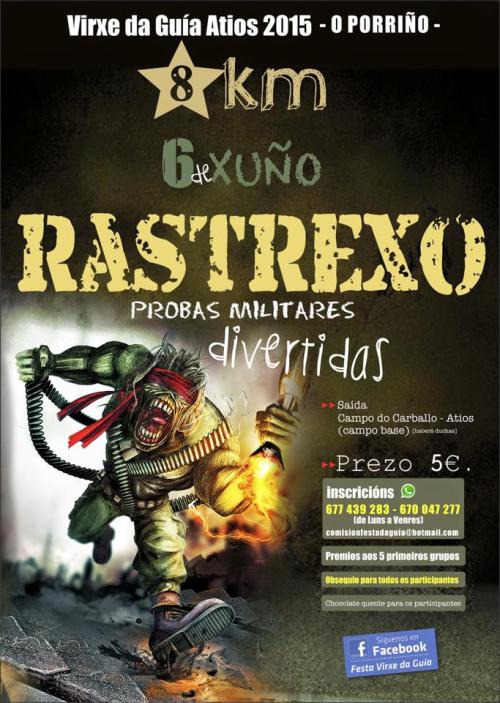 Virxe da Guía Atios 2015 - O PORRIÑO -
8 km
6 de XUÑO
RASTREXO
PROBAS MILITARES
divertidas
Saída
Campo do Carballo - Atios
(campo base) (haberá duchas)
Prezo 5€.
inscricións
677 439 283 - 670 047 277
(de Luns a Venres)
comisionfestadaguia@hotmail.com
Premios aos 5 primeiros grupos
Obsequio para todos os participantes
Chocolate quente para os participantes
Síguenos en
Facebook
Festa Virxe da Guía